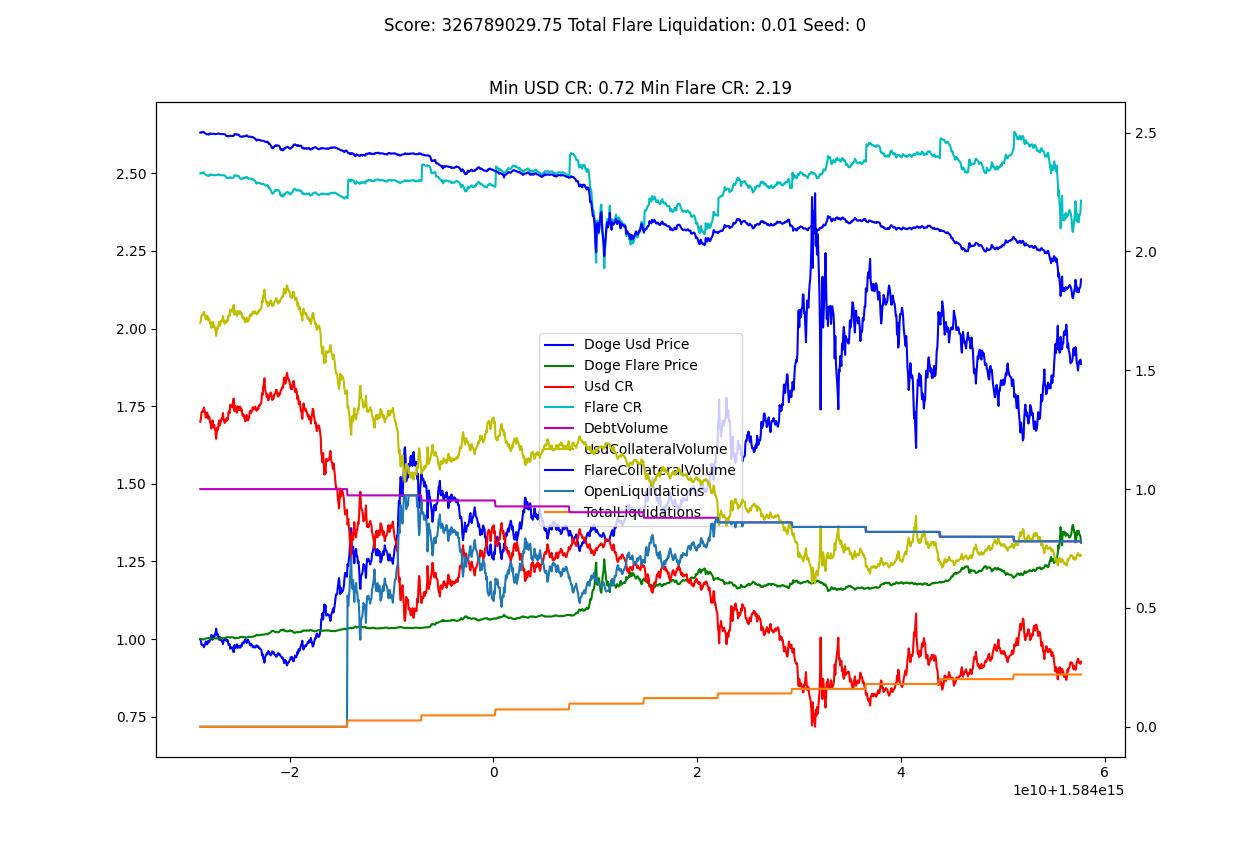 Score: 326789029.75 Total Flare Liquidation: 0.01 Seed: 0
Min USD CR: 0.72 Min Flare CR: 2.19
2.50
2.25
2.00
1.75
1.50
1.25
1.00
0.75
Doge Usd Price
Doge Flare Price
Usd CR
Flare CR
DebtVolume
UsdCollateralVolume
FlareCollateralVolume
OpenLiquidations
TotalLiquidations
2.5
2.0
1.5
1.0
0.5
0.0
−2
0
2
4
6
1e10+1.584e15